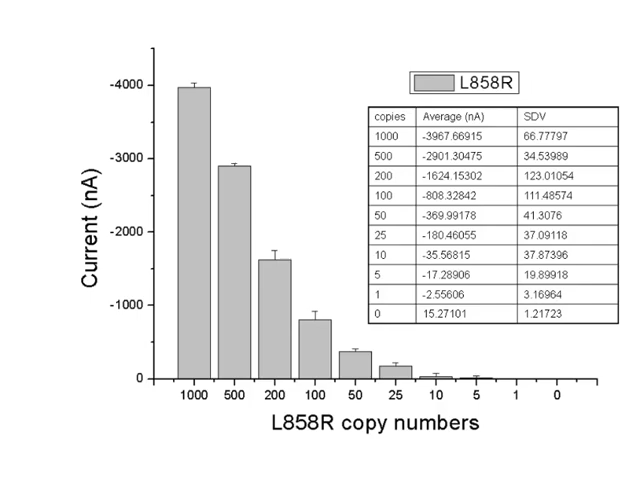 L858R
copies Average (nA) SDV
1000 -3967.66915 66.77797
500 -2901.30475 34.53989
200 -1624.15302 123.01054
100 -808.32842 111.48574
50 -369.99178 41.3076
25 -180.46055 37.09118
10 -35.56815 37.87396
5 -17.28906 19.89918
1 -2.55606 3.16964
0 15.27101 1.21723
Current (nA)
-4000
-3000
-2000
-1000
0
1000 500 200 100 50 25 10 5 1 0
L858R copy numbers